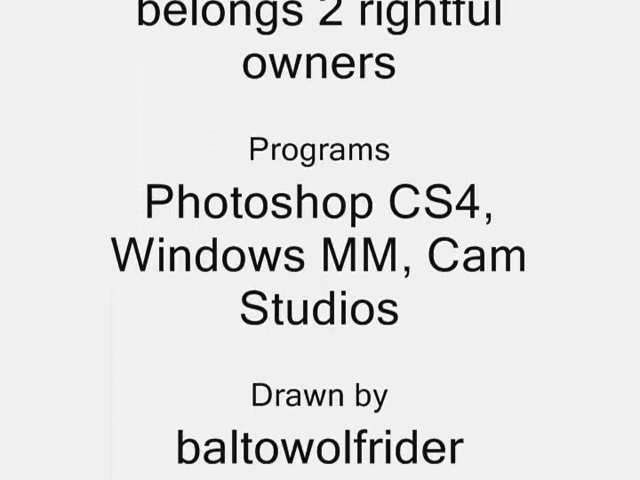 belongs 2 rightful
owners
Programs
Photoshop CS4,
Windows MM, Cam
Studios
Drawn by
baltowolfrider